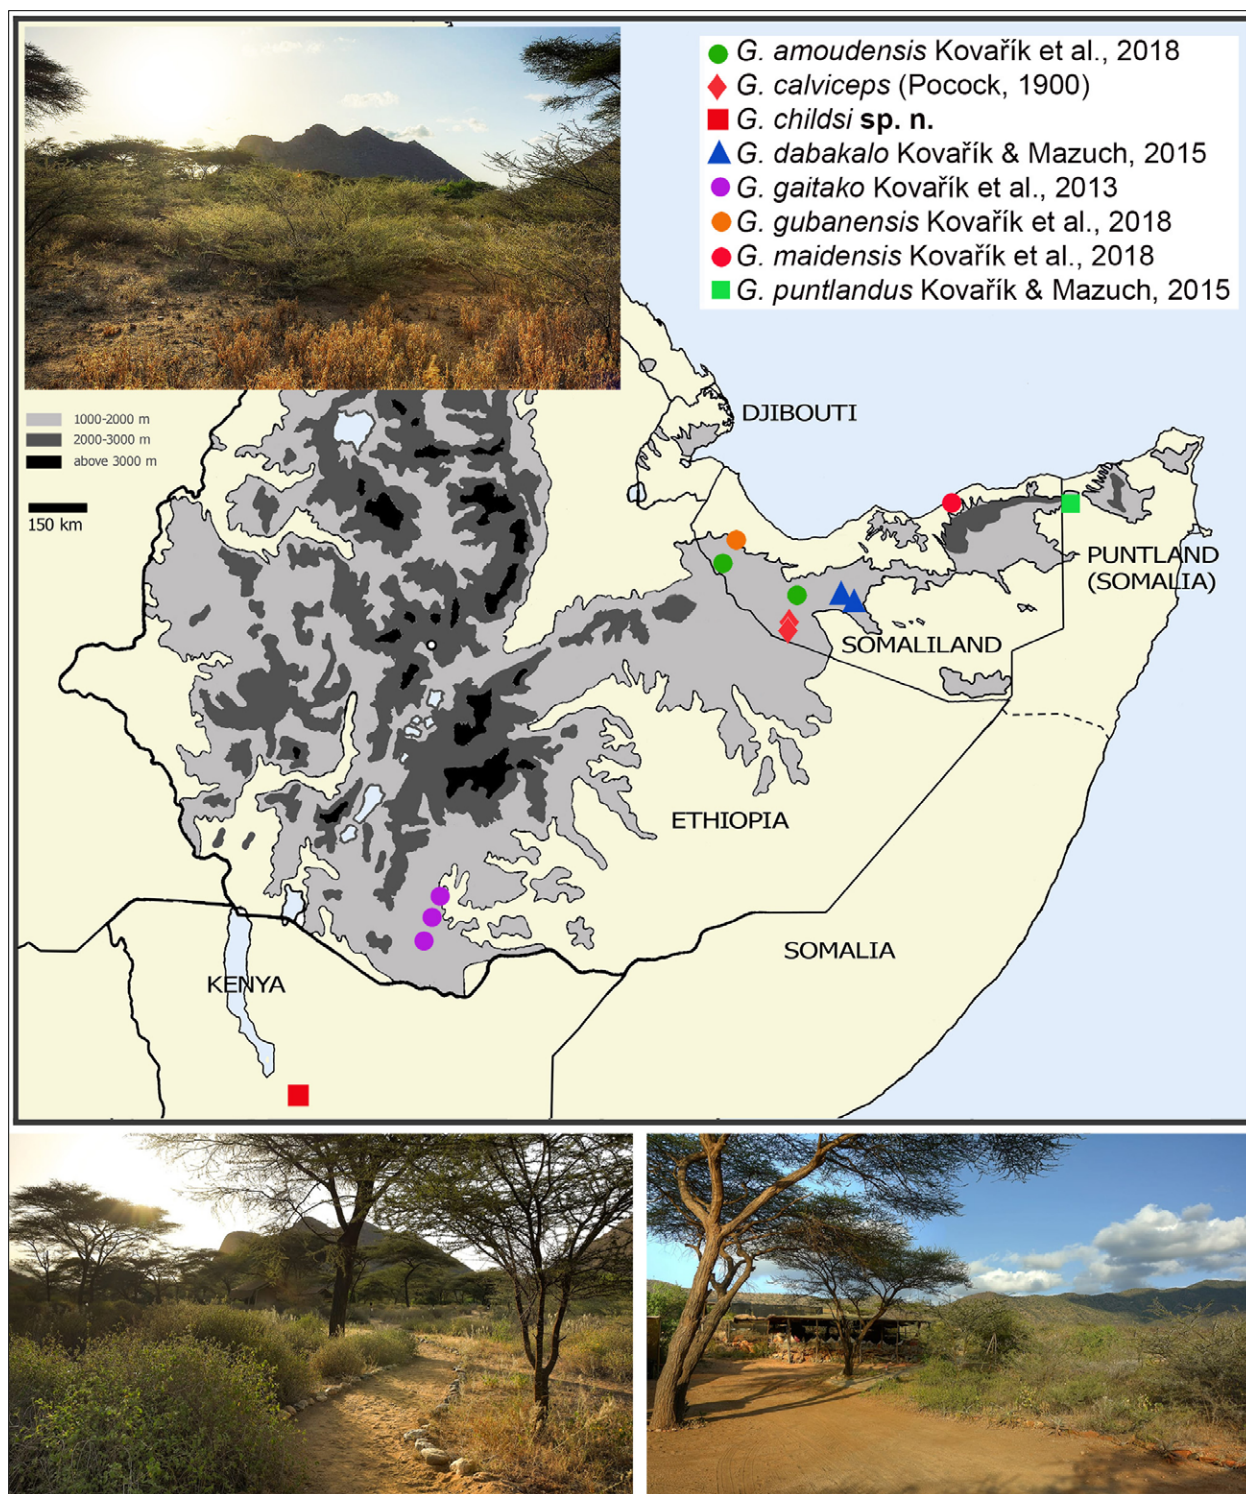 G. amoudensis Kovařík et al., 2018
G. calviceps (Pocock, 1900)
G. childsi sp. n.
G. dabakalo Kovařík & Mazuch, 2015
G. gaitako Kovařík et al., 2013
G. gubanensis Kovařík et al., 2018
G. maidensis Kovařík et al., 2018
G. puntlandus Kovařík & Mazuch, 2015
1000-2000 m
2000-3000 m
above 3000 m
150 km
DJIBOUTI
PUNTLAND
(SOMALIA)
SOMALILAND
ETHIOPIA
SOMALIA
KENYA